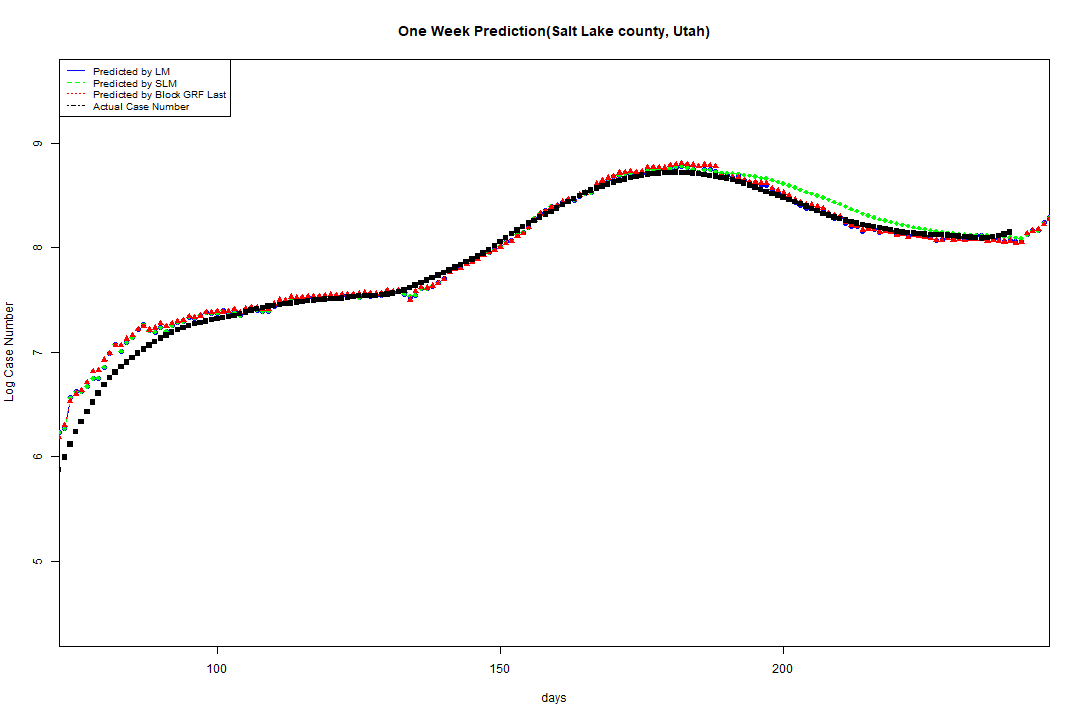 One Week Prediction(Salt Lake county, Utah)
Predicted by LM
Predicted by SLM
Predicted by Block GRF Last
Actual Case Number
9
8
7
6
5
Log Case Number
100
150
200
days